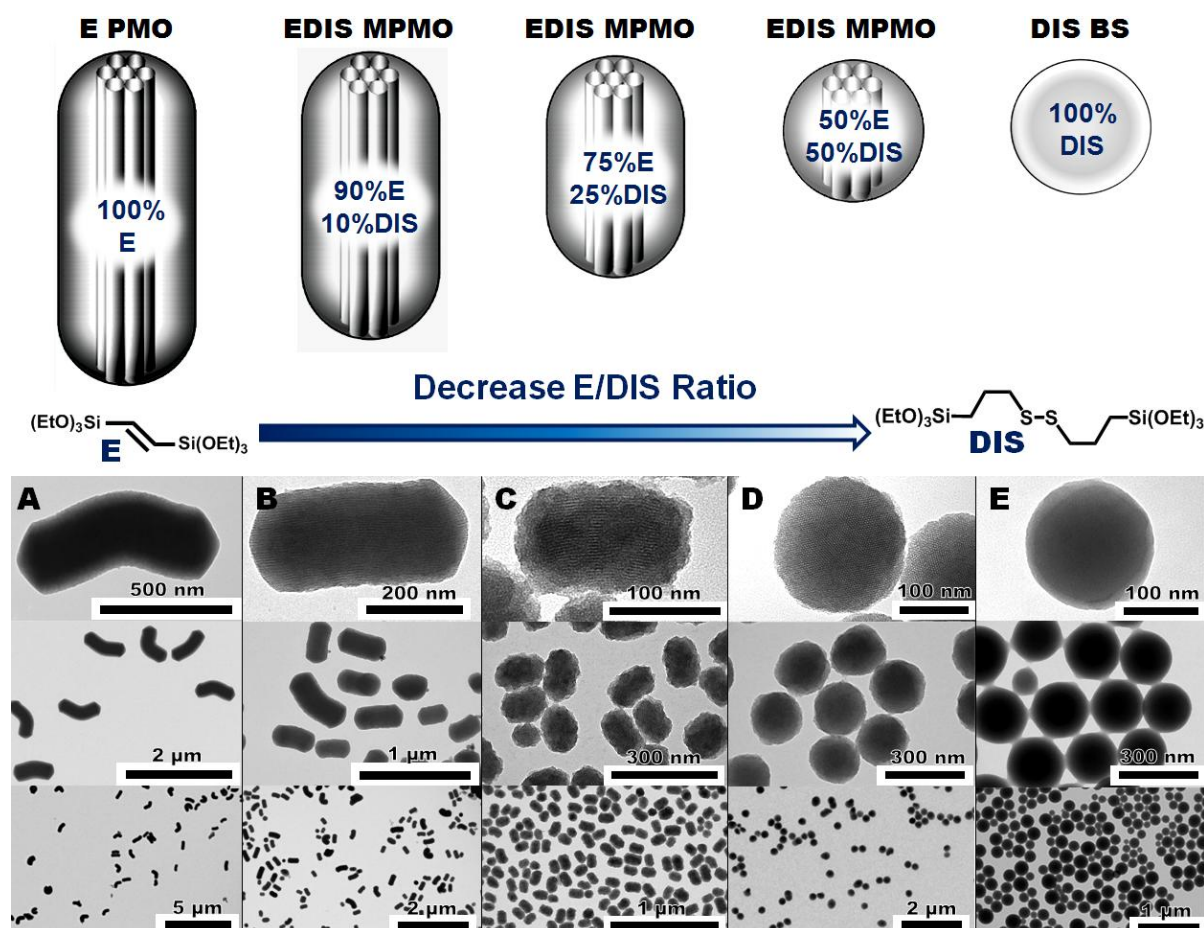 E PMO
EDIS MPMO
EDIS MPMO
EDIS MPMO
DIS BS
100%
E
90%E
10%DIS
75%E
25%DIS
50%E
50%DIS
100%
DIS
Decrease E/DIS Ratio
(EtO)₃Si
Si(OEt)₃
E
(EtO)₃Si
S-S
Si(OEt)₃
DIS
A
500 nm
B
200 nm
C
100 nm
D
100 nm
E
100 nm
2 µm
1 µm
300 nm
300 nm
300 nm
5 µm
2 µm
1 µm
2 µm
1 µm